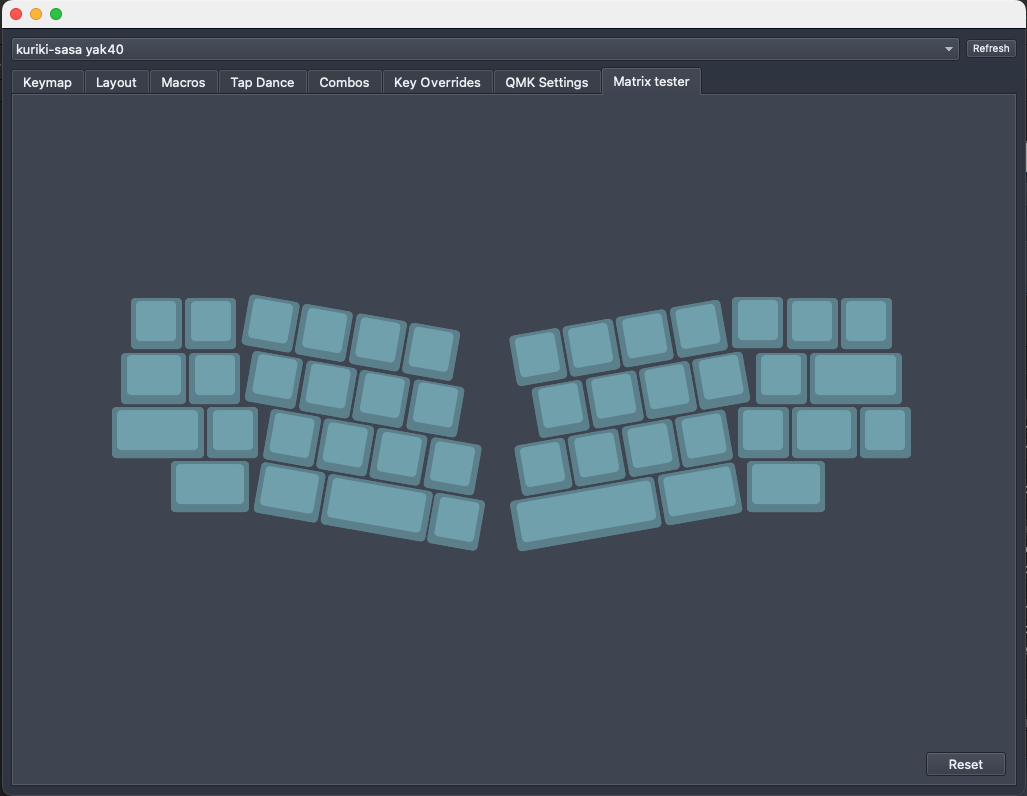 kuriki-sasa yak40
Refresh
Keymap Layout Macros Tap Dance Combos Key Overrides QMK Settings Matrix tester
Reset